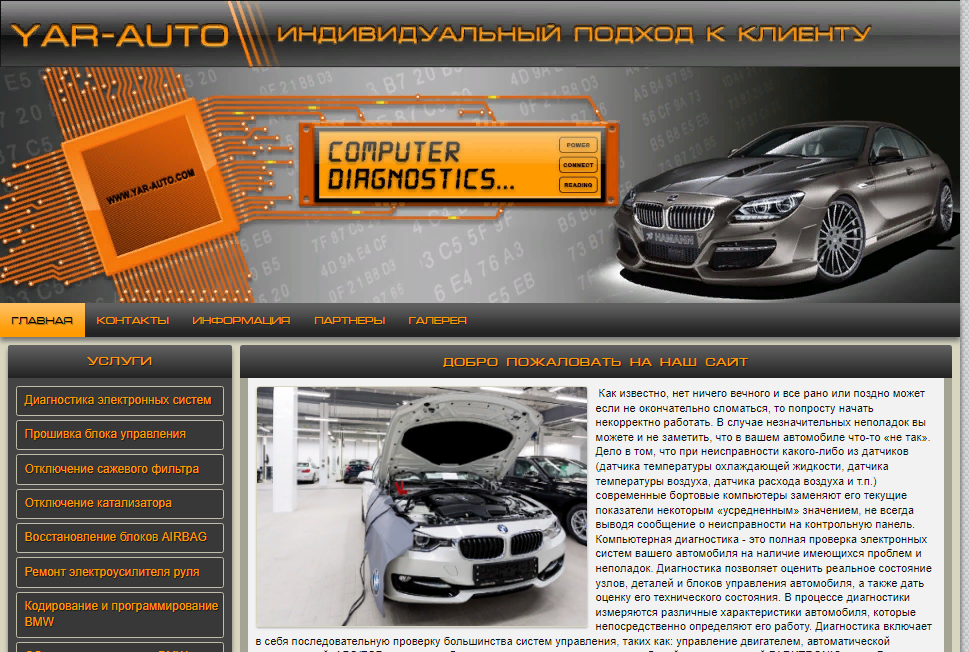 YAR-AUTO ИНДИВИДУАЛЬНЫЙ ПОДХОД К КЛИЕНТУ
WWW.YAR-AUTO.COM
COMPUTER
DIAGNOSTICS...
POWER
CONNECT
READING
HAMANN
ГЛАВНАЯ КОНТАКТЫ ИНФОРМАЦИЯ ПАРТНЕРЫ ГАЛЕРЕЯ
УСЛУГИ
Диагностика электронных систем
Прошивка блока управления
Отключение сажевого фильтра
Отключение катализатора
Восстановление блоков AIRBAG
Ремонт электроусилителя руля
Кодирование и программирование
BMW
ДОБРО ПОЖАЛОВАТЬ НА НАШ САЙТ
Как известно, нет ничего вечного и все рано или поздно может
если не окончательно сломаться, то попросту начать
некорректно работать. В случае незначительных неполадок вы
можете и не заметить, что в вашем автомобиле что-то «не так».
Дело в том, что при неисправности какого-либо из датчиков
(датчика температуры охлаждающей жидкости, датчика
температуры воздуха, датчика расхода воздуха и т.п.)
современные бортовые компьютеры заменяют его текущие
показатели некоторым «усредненным» значением, не всегда
выводя сообщение о неисправности на контрольную панель.
Компьютерная диагностика - это полная проверка электронных
систем вашего автомобиля на наличие имеющихся проблем и
неполадок. Диагностика позволяет оценить реальное состояние
узлов, деталей и блоков управления автомобиля, а также дать
оценку его технического состояния. В процессе диагностики
измеряются различные характеристики автомобиля, которые
непосредственно определяют его работу. Диагностика включает
в себя последовательную проверку большинства систем управления, таких как: управление двигателем, автоматической